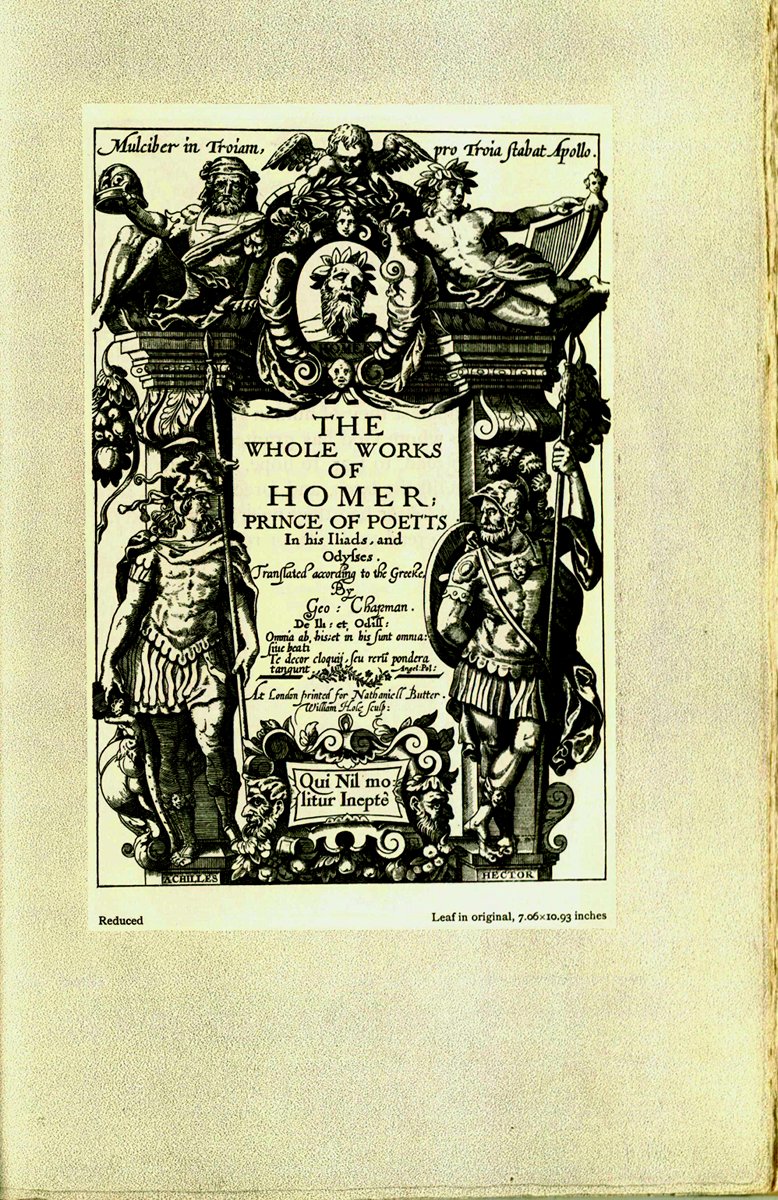 Mulciber in Troiam, pro Troia stabat Apollo.
THE
WHOLE WORKS
OF
HOMER;
PRINCE OF POETTS
In his Iliads, and
Odysses.
Translated according to the Greeke,
By
Geo: Chapman.
De Ili: et Odiss:
Omnia ab, his: et in his sunt omnia:
siue beati
Te decor eloquij, seu rerū pondera
tangunt. Angel. Pol:
At London printed for Nathaniell Butter.
William Hole sculp:
Qui Nil mo-
litur Ineptè
ACHILLES
HECTOR
Reduced
Leaf in original, 7.06×10.93 inches